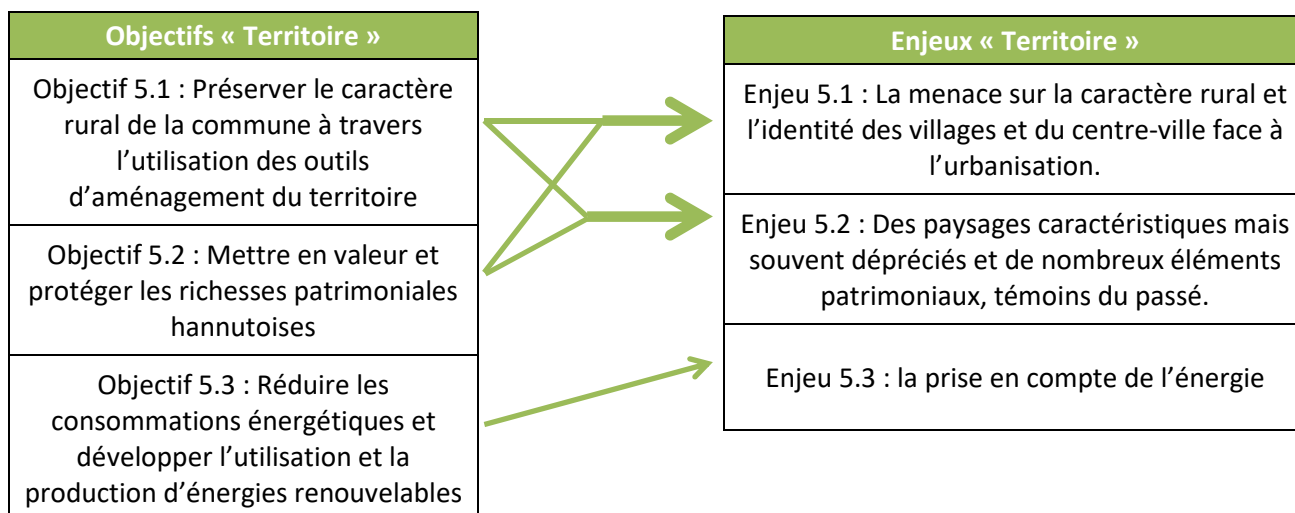 Objectifs « Territoire »
Objectif 5.1 : Préserver le caractère
rural de la commune à travers
l’utilisation des outils
d’aménagement du territoire
Objectif 5.2 : Mettre en valeur et
protéger les richesses patrimoniales
hannutoises
Objectif 5.3 : Réduire les
consommations énergétiques et
développer l’utilisation et la
production d’énergies renouvelables
Enjeux « Territoire »
Enjeu 5.1 : La menace sur la caractère rural et
l’identité des villages et du centre-ville face à
l’urbanisation.
Enjeu 5.2 : Des paysages caractéristiques mais
souvent dépréciés et de nombreux éléments
patrimoniaux, témoins du passé.
Enjeu 5.3 : la prise en compte de l’énergie